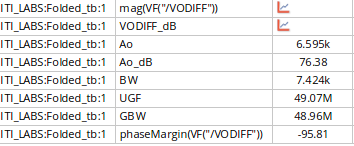 ITI_LABS:Folded_tb:1 mag(VF("/VODIFF"))
ITI_LABS:Folded_tb:1 VODIFF_dB
ITI_LABS:Folded_tb:1 Ao 6.595k
ITI_LABS:Folded_tb:1 Ao_dB 76.38
ITI_LABS:Folded_tb:1 BW 7.424k
ITI_LABS:Folded_tb:1 UGF 49.07M
ITI_LABS:Folded_tb:1 GBW 48.96M
ITI_LABS:Folded_tb:1 phaseMargin(VF("/VODIFF")) -95.81